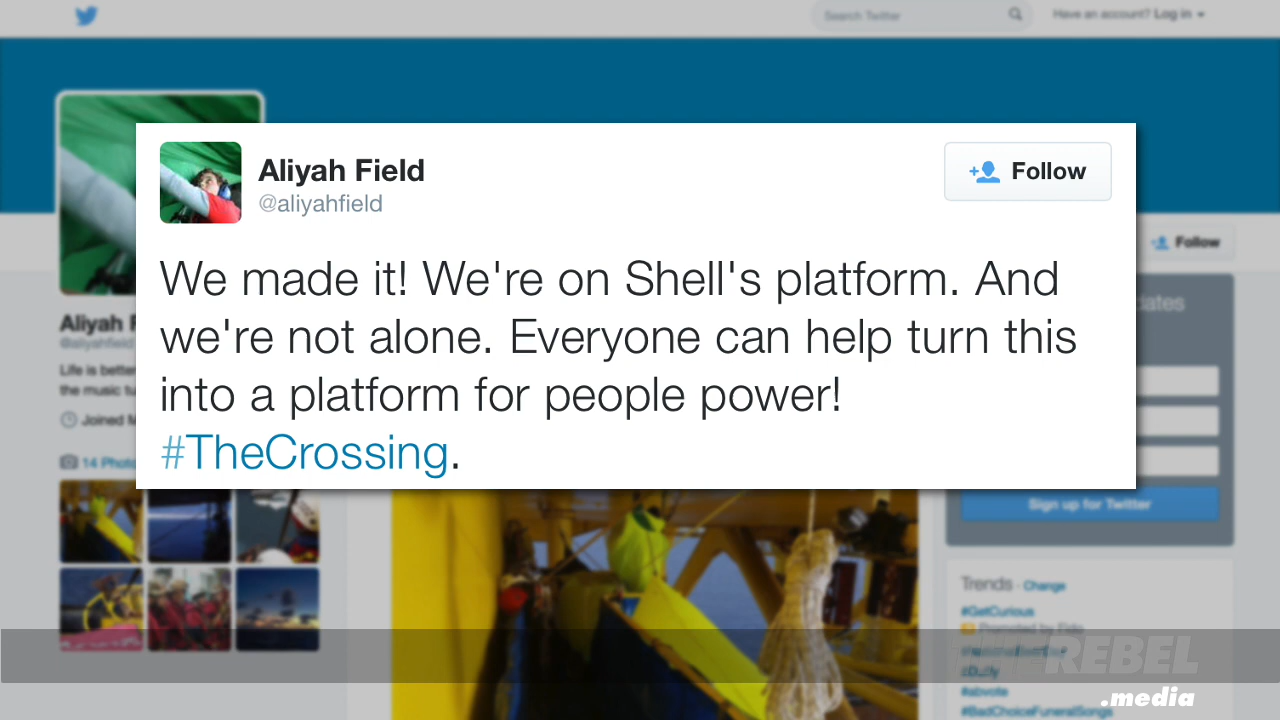 Search Twitter
Have an account? Log in
Aliyah Field
@aliyahfield
Follow
We made it! We're on Shell's platform. And
we're not alone. Everyone can help turn this
into a platform for people power!
#TheCrossing.
Follow
Aliyah
@aliyahfield
Life is better
the music
Joined
14 Photo
Sign up for Twitter
Trends · Change
#GetCurious
Promoted by Fido
#abvote
#BadChoiceFuneralSongs
THE REBEL
.media